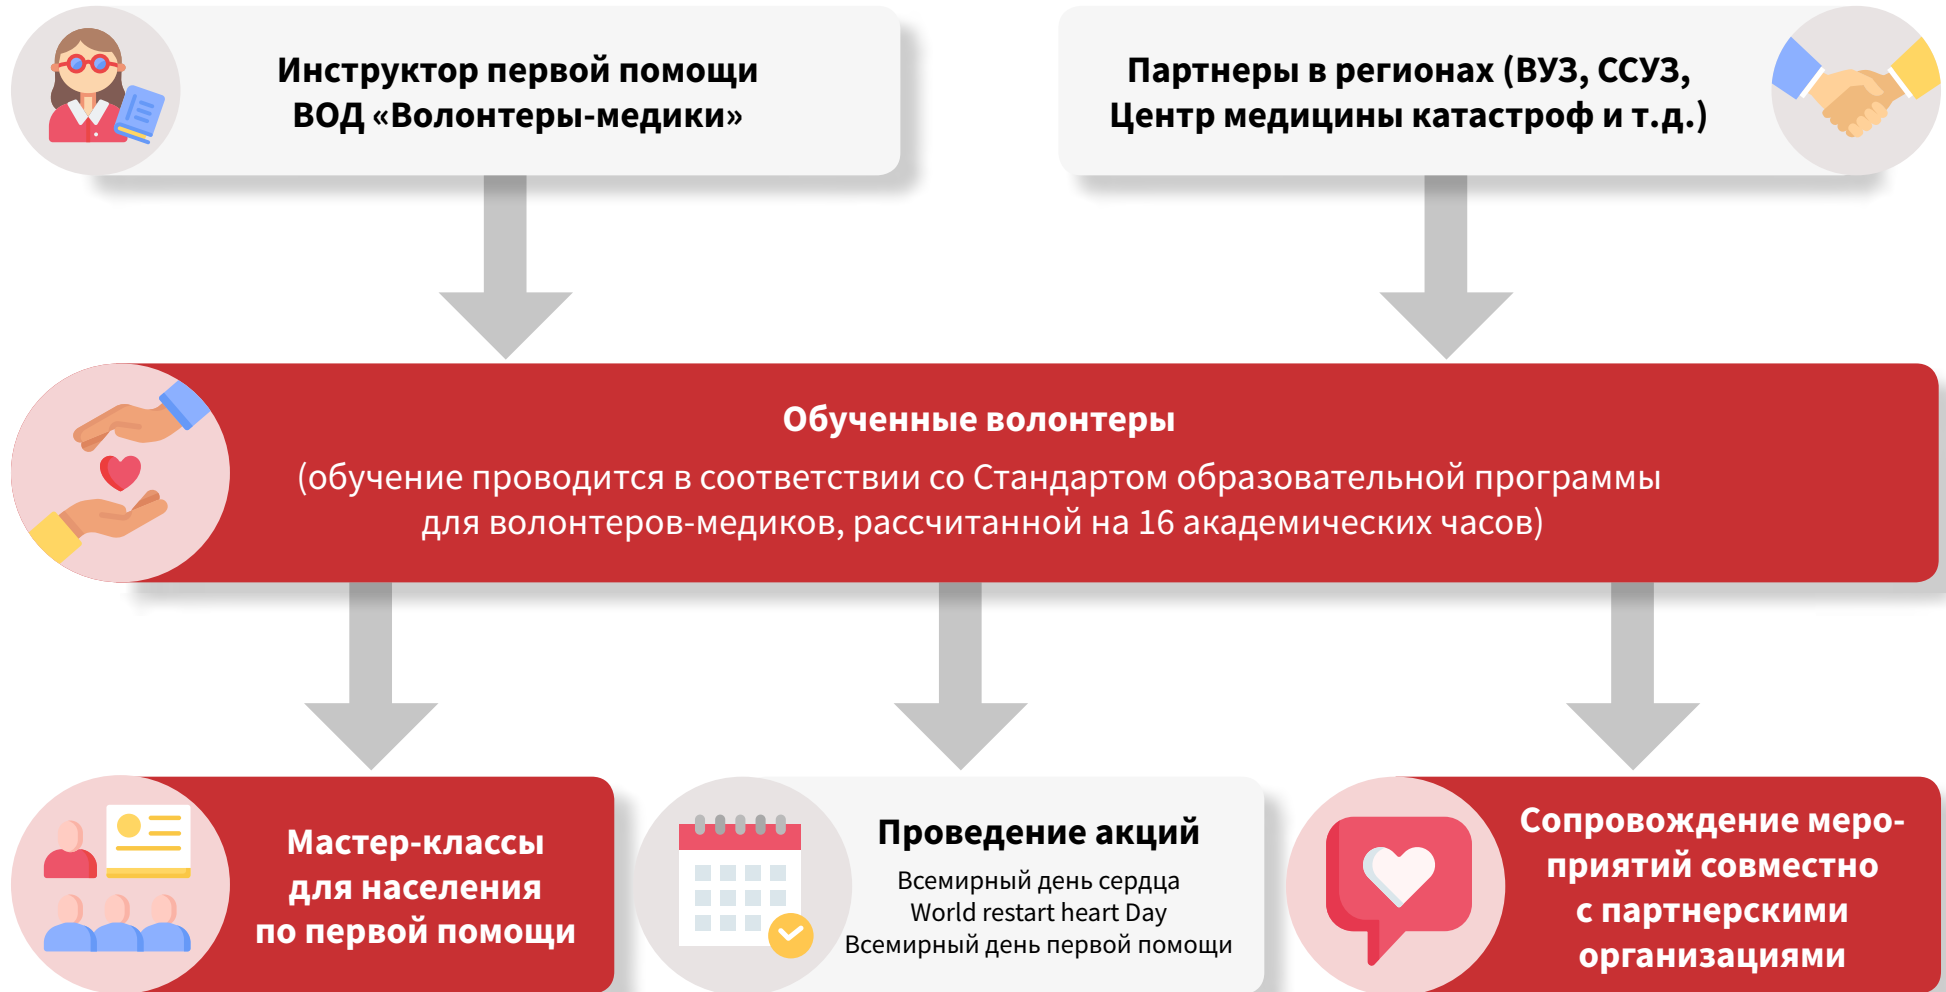 Инструктор первой помощи
ВОД «Волонтеры-медики»
Партнеры в регионах (ВУЗ, ССУЗ,
Центр медицины катастроф и т.д.)
Обученные волонтеры
(обучение проводится в соответствии со Стандартом образовательной программы
для волонтеров-медиков, рассчитанной на 16 академических часов)
Мастер-классы
для населения
по первой помощи
Проведение акций
Всемирный день сердца
World restart heart Day
Всемирный день первой помощи
Сопровождение меро-
приятий совместно
с партнерскими
организациями